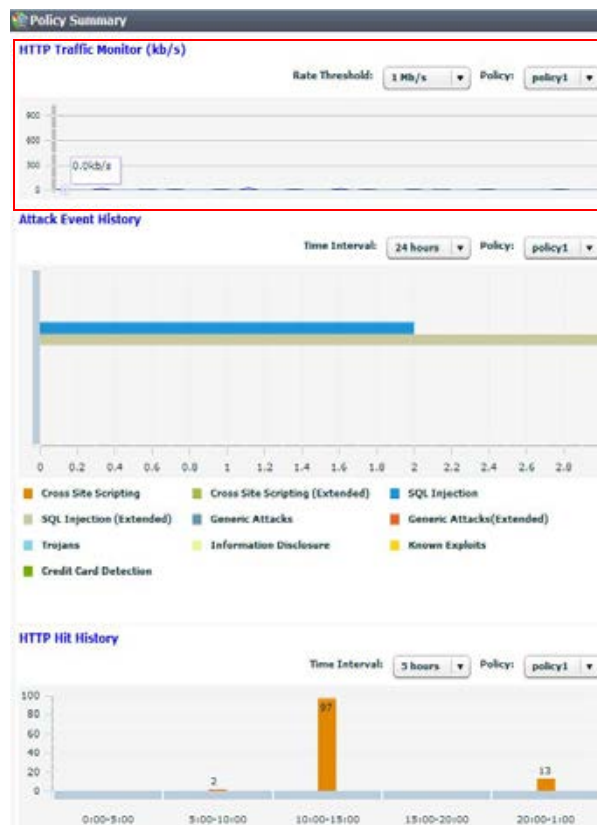 Policy Summary
HTTP Traffic Monitor (kb/s)
Rate Threshold: 1 Mb/s Policy: policy1
900
600
300
0.0kb/s
0
Attack Event History
Time Interval: 24 hours Policy: policy1
0 0.2 0.4 0.6 0.8 1 1.2 1.4 1.6 1.8 2 2.2 2.4 2.6 2.8
Cross Site Scripting Cross Site Scripting (Extended) SQL Injection
SQL Injection (Extended) Generic Attacks Generic Attacks(Extended)
Trojans Information Disclosure Known Exploits
Credit Card Detection
HTTP Hit History
Time Interval: 5 hours Policy: policy1
100
80
60
40
20
0
2
97
13
0:00-5:00 5:00-10:00 10:00-15:00 15:00-20:00 20:00-1:00